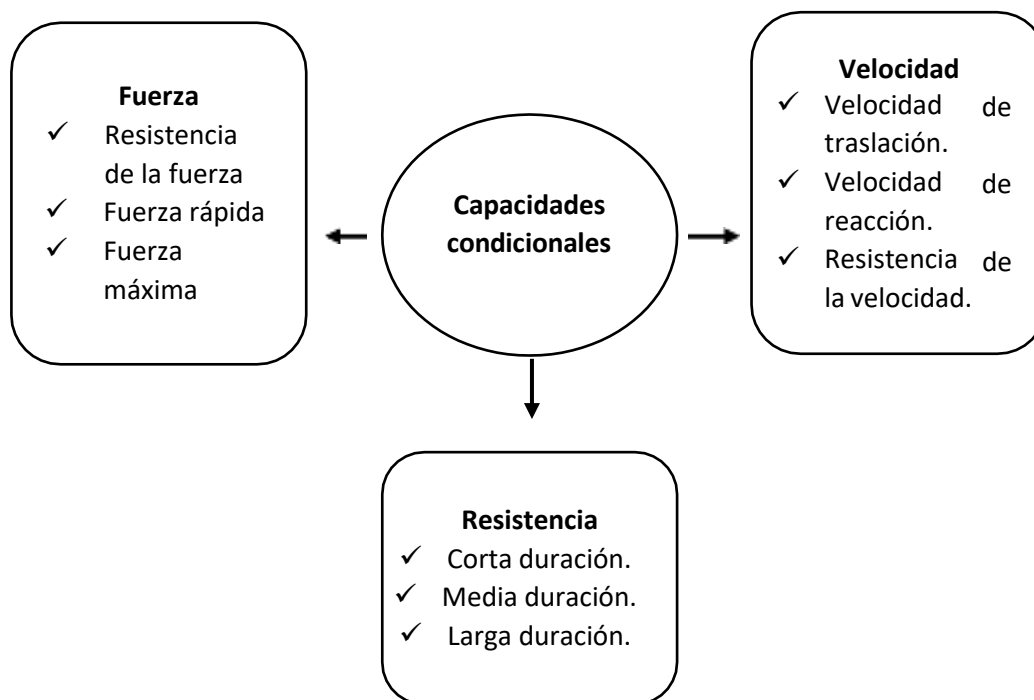 Fuerza
✓ Resistencia
de la fuerza
✓ Fuerza rápida
✓ Fuerza
máxima
Capacidades
condicionales
Velocidad
✓ Velocidad de
traslación.
✓ Velocidad de
reacción.
✓ Resistencia de
la velocidad.
Resistencia
✓ Corta duración.
✓ Media duración.
✓ Larga duración.